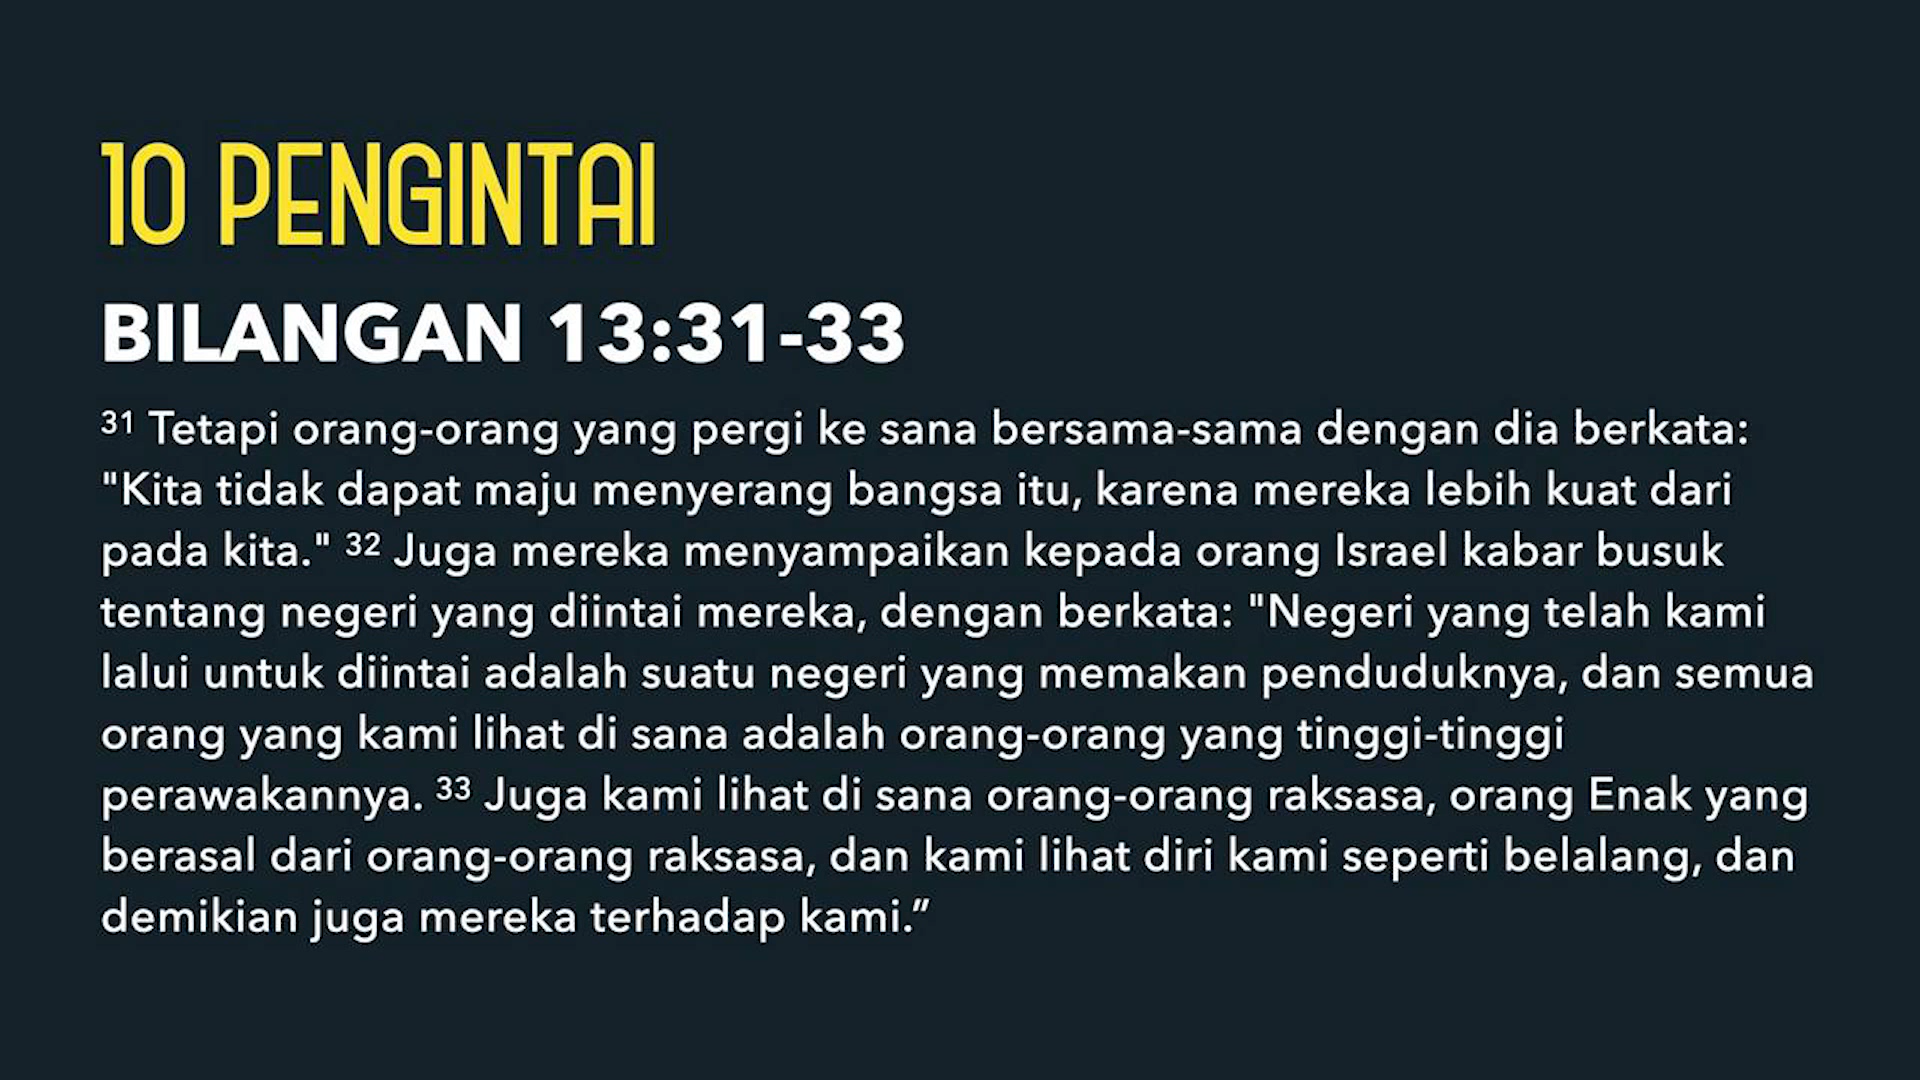 10 PENGINTAI
BILANGAN 13:31-33
31 Tetapi orang-orang yang pergi ke sana bersama-sama dengan dia berkata:
"Kita tidak dapat maju menyerang bangsa itu, karena mereka lebih kuat dari
pada kita." 32 Juga mereka menyampaikan kepada orang Israel kabar busuk
tentang negeri yang diintai mereka, dengan berkata: "Negeri yang telah kami
lalui untuk diintai adalah suatu negeri yang memakan penduduknya, dan semua
orang yang kami lihat di sana adalah orang-orang yang tinggi-tinggi
perawakannya. 33 Juga kami lihat di sana orang-orang raksasa, orang Enak yang
berasal dari orang-orang raksasa, dan kami lihat diri kami seperti belalang, dan
demikian juga mereka terhadap kami.”